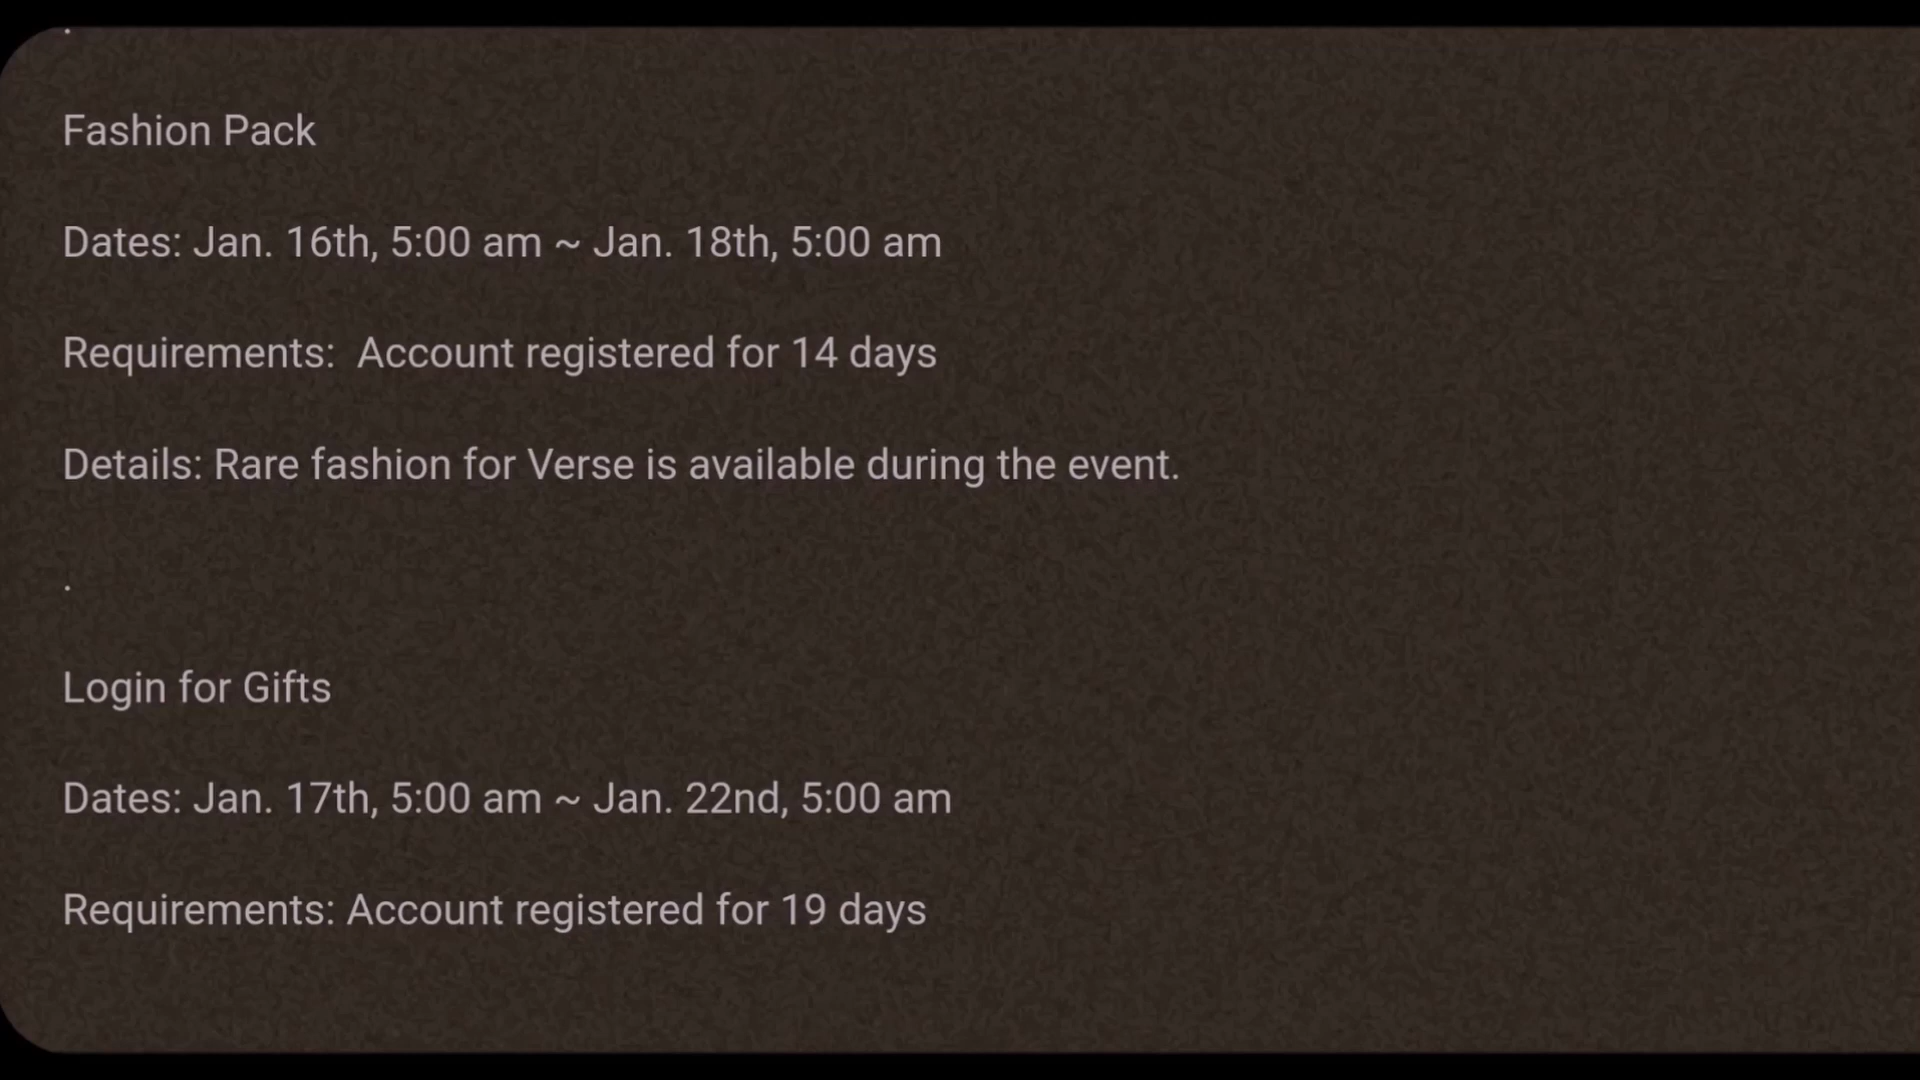 .
Fashion Pack
Dates: Jan. 16th, 5:00 am ~ Jan. 18th, 5:00 am
Requirements:  Account registered for 14 days
Details: Rare fashion for Verse is available during the event.
.
Login for Gifts
Dates: Jan. 17th, 5:00 am ~ Jan. 22nd, 5:00 am
Requirements: Account registered for 19 days